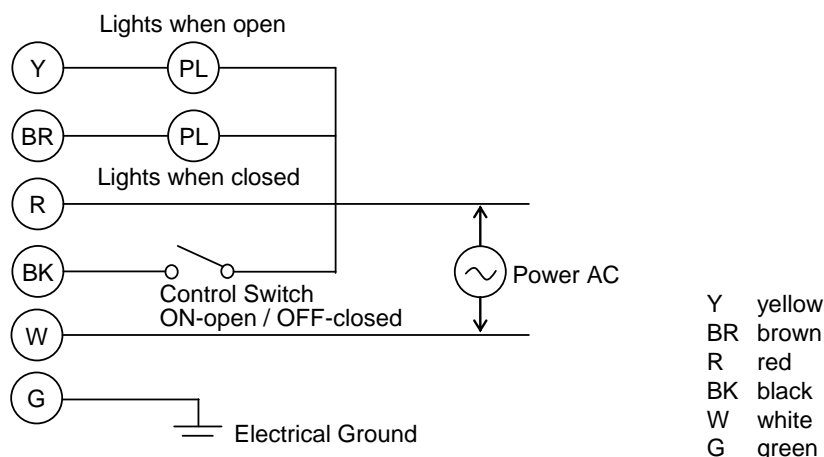 Lights when open
Y PL
BR PL
Lights when closed
R
BK
Power AC
Control Switch
ON-open / OFF-closed
W
G
Electrical Ground
Y yellow
BR brown
R red
BK black
W white
G green